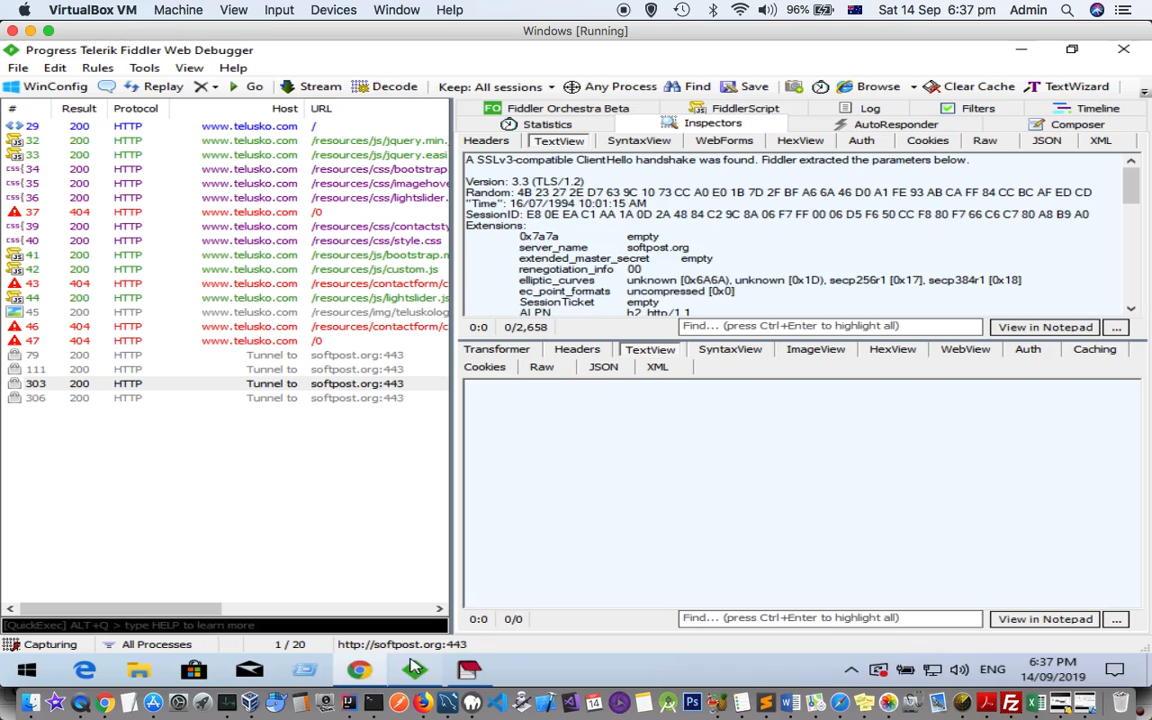 VirtualBox VM Machine View Input Devices Window Help 96% Sat 14 Sep 6:37 pm Admin
Windows [Running]
Progress Telerik Fiddler Web Debugger
File Edit Rules Tools View Help
WinConfig Replay Go Stream Decode Keep: All sessions Any Process Find Save Browse Clear Cache TextWizard
# Result Protocol Host URL
29 200 HTTP www.telusko.com /
32 200 HTTP www.telusko.com /resources/js/jquery.min.
33 200 HTTP www.telusko.com /resources/js/jquery.easi
34 200 HTTP www.telusko.com /resources/css/bootstrap
35 200 HTTP www.telusko.com /resources/css/imagehove
36 200 HTTP www.telusko.com /resources/css/lightslider.
37 404 HTTP www.telusko.com /0
39 200 HTTP www.telusko.com /resources/css/contactsty
40 200 HTTP www.telusko.com /resources/css/style.css
41 200 HTTP www.telusko.com /resources/js/bootstrap.m
42 200 HTTP www.telusko.com /resources/js/custom.js
43 404 HTTP www.telusko.com /resources/contactform/c
44 200 HTTP www.telusko.com /resources/js/lightslider.js
45 200 HTTP www.telusko.com /resources/img/teluskolog
46 404 HTTP www.telusko.com /resources/contactform/c
47 404 HTTP www.telusko.com /0
79 200 HTTP Tunnel to softpost.org:443
111 200 HTTP Tunnel to softpost.org:443
303 200 HTTP Tunnel to softpost.org:443
306 200 HTTP Tunnel to softpost.org:443
[QuickExec] ALT+Q > type HELP to learn more
FO Fiddler Orchestra Beta FiddlerScript Log Filters Timeline
Statistics Inspectors AutoResponder Composer
Headers TextView SyntaxView WebForms HexView Auth Cookies Raw JSON XML
A SSLv3-compatible ClientHello handshake was found. Fiddler extracted the parameters below.
Version: 3.3 (TLS/1.2)
Random: 4B 23 27 2E D7 63 9C 10 73 CC A0 E0 1B 7D 2F BF A6 6A 46 D0 A1 FE 93 AB CA FF 84 CC BC AF ED CD
"Time": 16/07/1994 10:01:15 AM
SessionID: E8 0E EA C1 AA 1A 0D 2A 48 84 C2 9C 8A 06 F7 FF 00 06 D5 F6 50 CC F8 80 F7 66 C6 C7 80 A8 B9 A0
Extensions:
0x7a7a empty
server_name softpost.org
extended_master_secret empty
renegotiation_info 00
elliptic_curves unknown [0x6A6A), unknown [0x1D), secp256r1 [0x17], secp384r1 [0x18]
ec_point_formats uncompressed [0x0]
SessionTicket empty
ALPN h2, http/1.1
0:0 0/2,658 Find... (press Ctrl+Enter to highlight all) View in Notepad ...
Transformer Headers TextView SyntaxView ImageView HexView WebView Auth Caching
Cookies Raw JSON XML
0:0 0/0 Find... (press Ctrl+Enter to highlight all) View in Notepad ...
Capturing All Processes 1 / 20 http://softpost.org:443
ENG 6:37 PM
14/09/2019